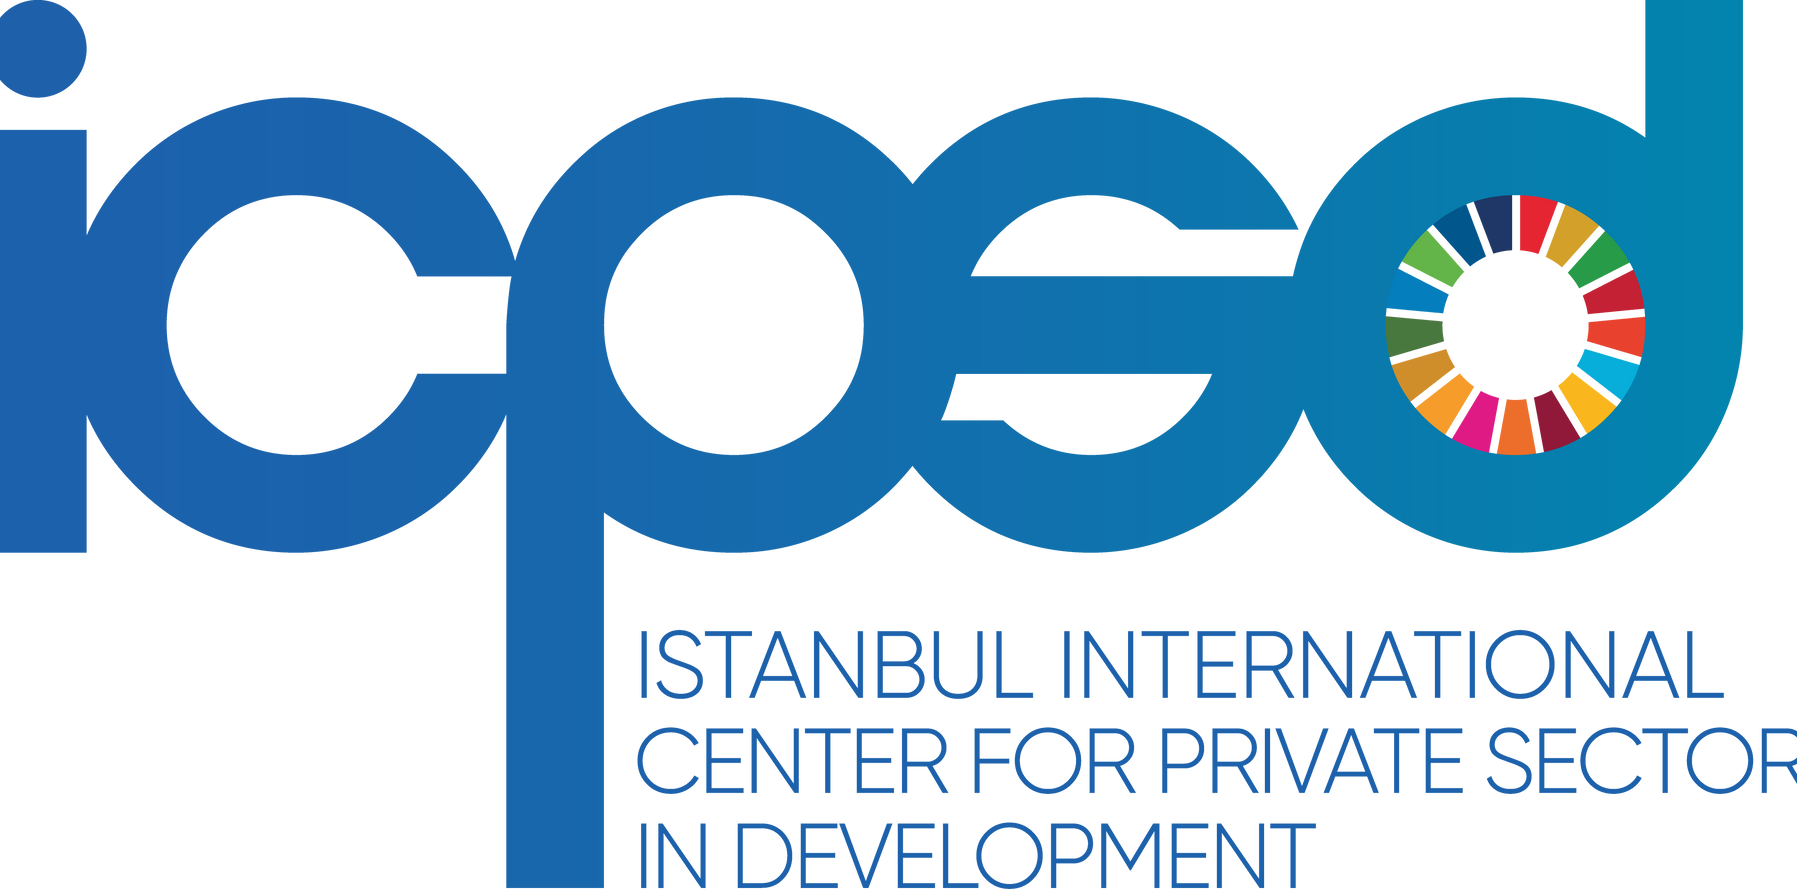 icpsd
ISTANBUL INTERNATIONAL
CENTER FOR PRIVATE SECTOR
IN DEVELOPMENT